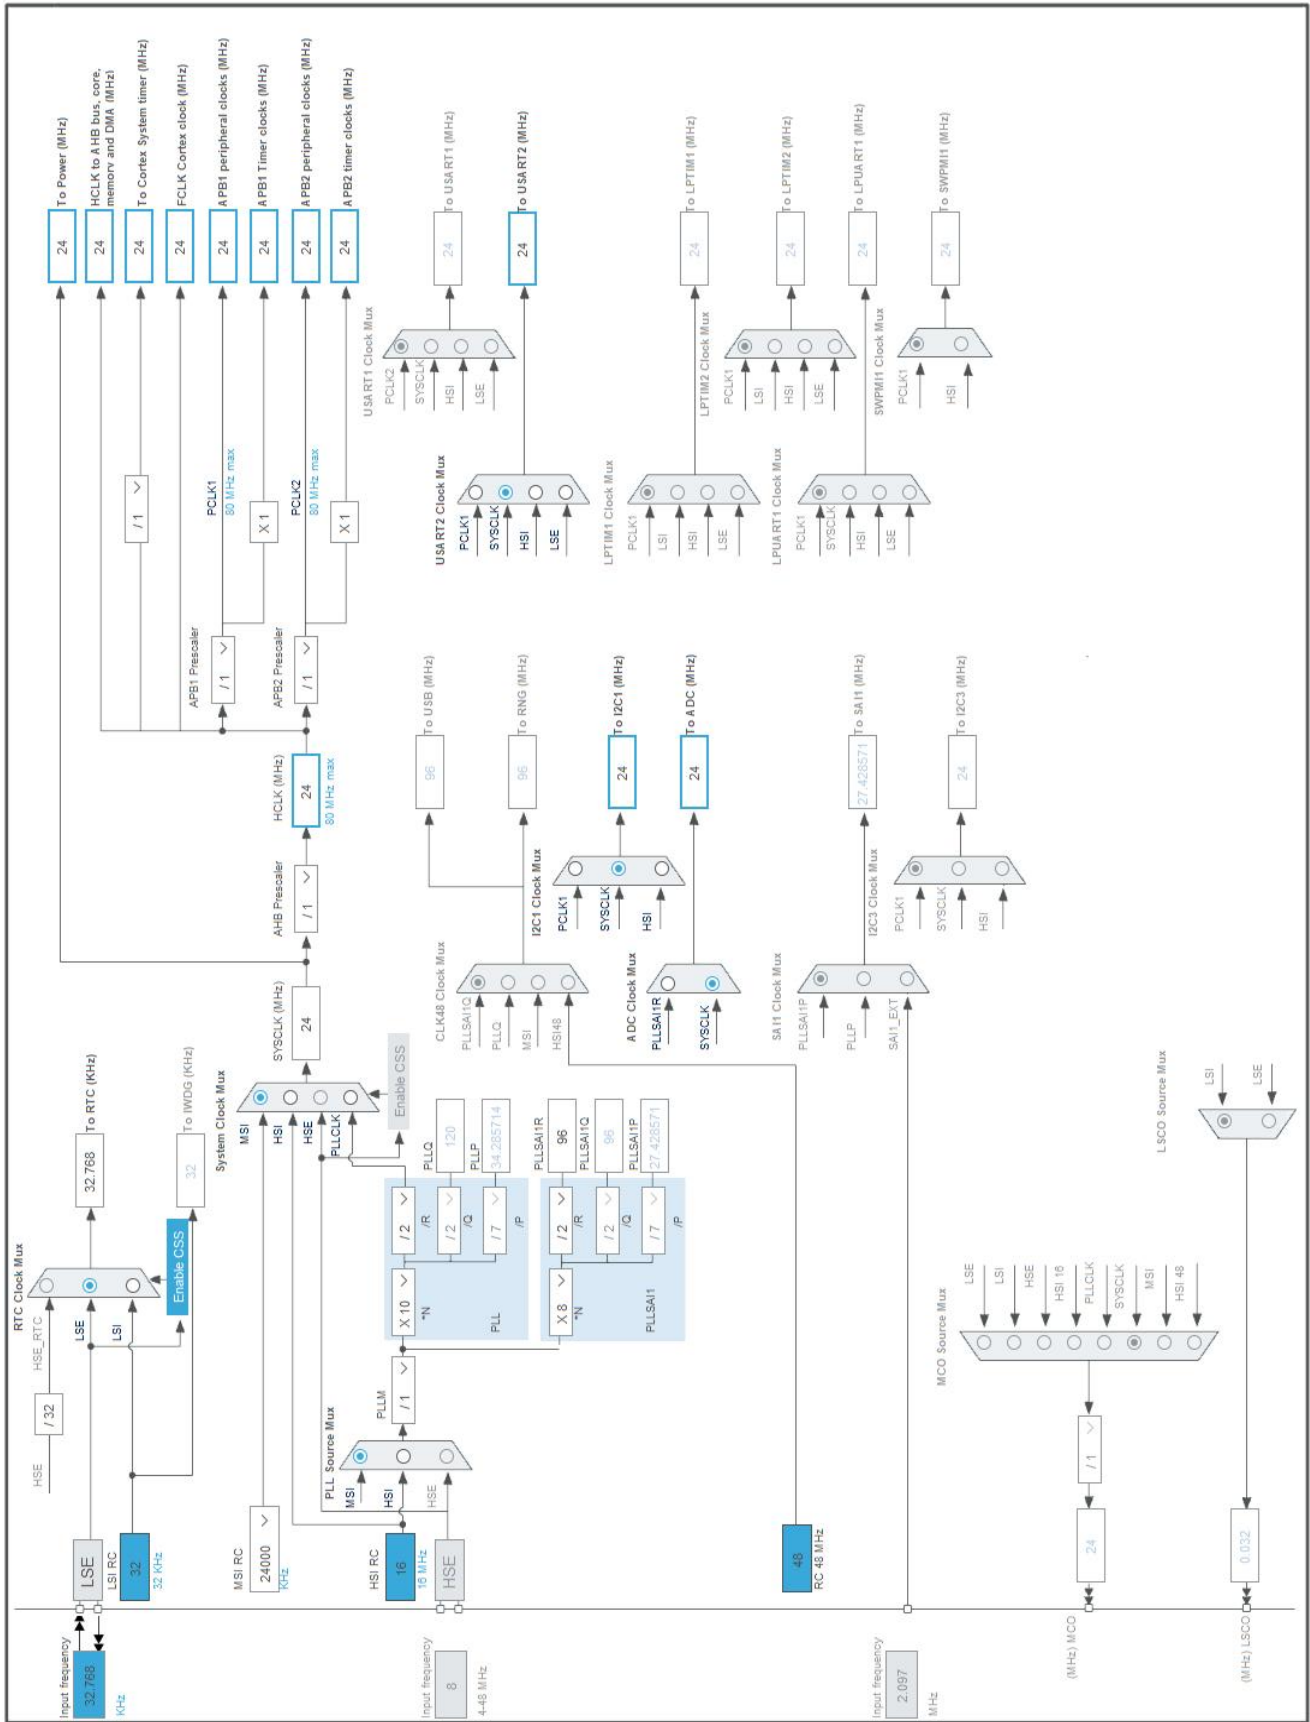 Input frequency
32.768
KHz
LSE
LSI RC
32
32 KHz
HSE
/ 32
HSE_RTC
LSE
LSI
RTC Clock Mux
Enable CSS
32.768
To RTC (KHz)
32
To IWDG (KHz)
MSI RC
24000
KHz
HSI RC
16
16 MHz
HSE
Input frequency
8
4-48 MHz
PLL Source Mux
MSI
HSI
HSE
PLLM
/ 1
X 10
*N
PLL
/ 2
/R
/ 2
/Q
/ 7
/P
PLLQ
120
PLLP
34.285714
X 8
*N
PLLSAI1
/ 2
/R
/ 2
/Q
/ 7
/P
PLLSAI1R
96
PLLSAI1Q
96
PLLSAI1P
27.428571
System Clock Mux
MSI
HSI
HSE
PLLCLK
Enable CSS
SYSCLK (MHz)
24
AHB Prescaler
/ 1
HCLK (MHz)
24
80 MHz max
APB1 Prescaler
/ 1
APB2 Prescaler
/ 1
/ 1
PCLK1
80 MHz max
X 1
PCLK2
80 MHz max
X 1
24
To Power (MHz)
24
HCLK to AHB bus, core,
memory and DMA (MHz)
24
To Cortex System timer (MHz)
24
FCLK Cortex clock (MHz)
24
APB1 peripheral clocks (MHz)
24
APB1 Timer clocks (MHz)
24
APB2 peripheral clocks (MHz)
24
APB2 timer clocks (MHz)
USART1 Clock Mux
PCLK2
SYSCLK
HSI
LSE
24
To USART1 (MHz)
USART2 Clock Mux
PCLK1
SYSCLK
HSI
LSE
24
To USART2 (MHz)
LPTIM1 Clock Mux
PCLK1
LSI
HSI
LSE
24
To LPTIM1 (MHz)
LPTIM2 Clock Mux
PCLK1
LSI
HSI
LSE
24
To LPTIM2 (MHz)
LPUART1 Clock Mux
PCLK1
SYSCLK
HSI
LSE
24
To LPUART1 (MHz)
SWPMI1 Clock Mux
PCLK1
HSI
24
To SWPMI1 (MHz)
CLK48 Clock Mux
PLLSAI1Q
PLLQ
MSI
HSI48
96
To USB (MHz)
96
To RNG (MHz)
I2C1 Clock Mux
PCLK1
SYSCLK
HSI
24
To I2C1 (MHz)
ADC Clock Mux
PLLSAI1R
SYSCLK
24
To ADC (MHz)
SAI1 Clock Mux
PLLSAI1P
PLLP
SAI1_EXT
27.428571
To SAI1 (MHz)
I2C3 Clock Mux
PCLK1
SYSCLK
HSI
24
To I2C3 (MHz)
48
RC 48 MHz
Input frequency
2.097
MHz
MCO Source Mux
LSE
LSI
HSE
HSI 16
PLLCLK
SYSCLK
MSI
HSI 48
/ 1
24
(MHz) MCO
LSCO Source Mux
LSI
LSE
0.032
(MHz) LSCO